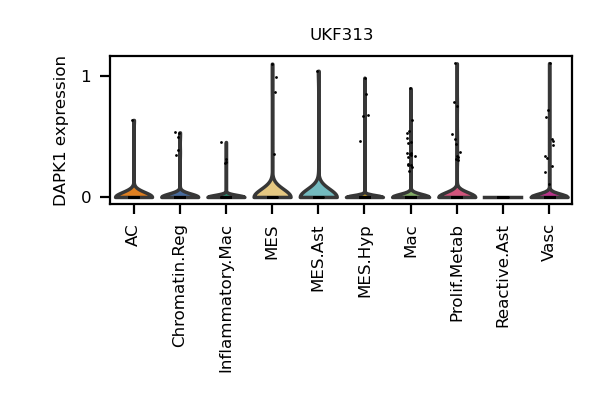 UKF313
DAPK1 expression
1
0
AC
Chromatin.Reg
Inflammatory.Mac
MES
MES.Ast
MES.Hyp
Mac
Prolif.Metab
Reactive.Ast
Vasc